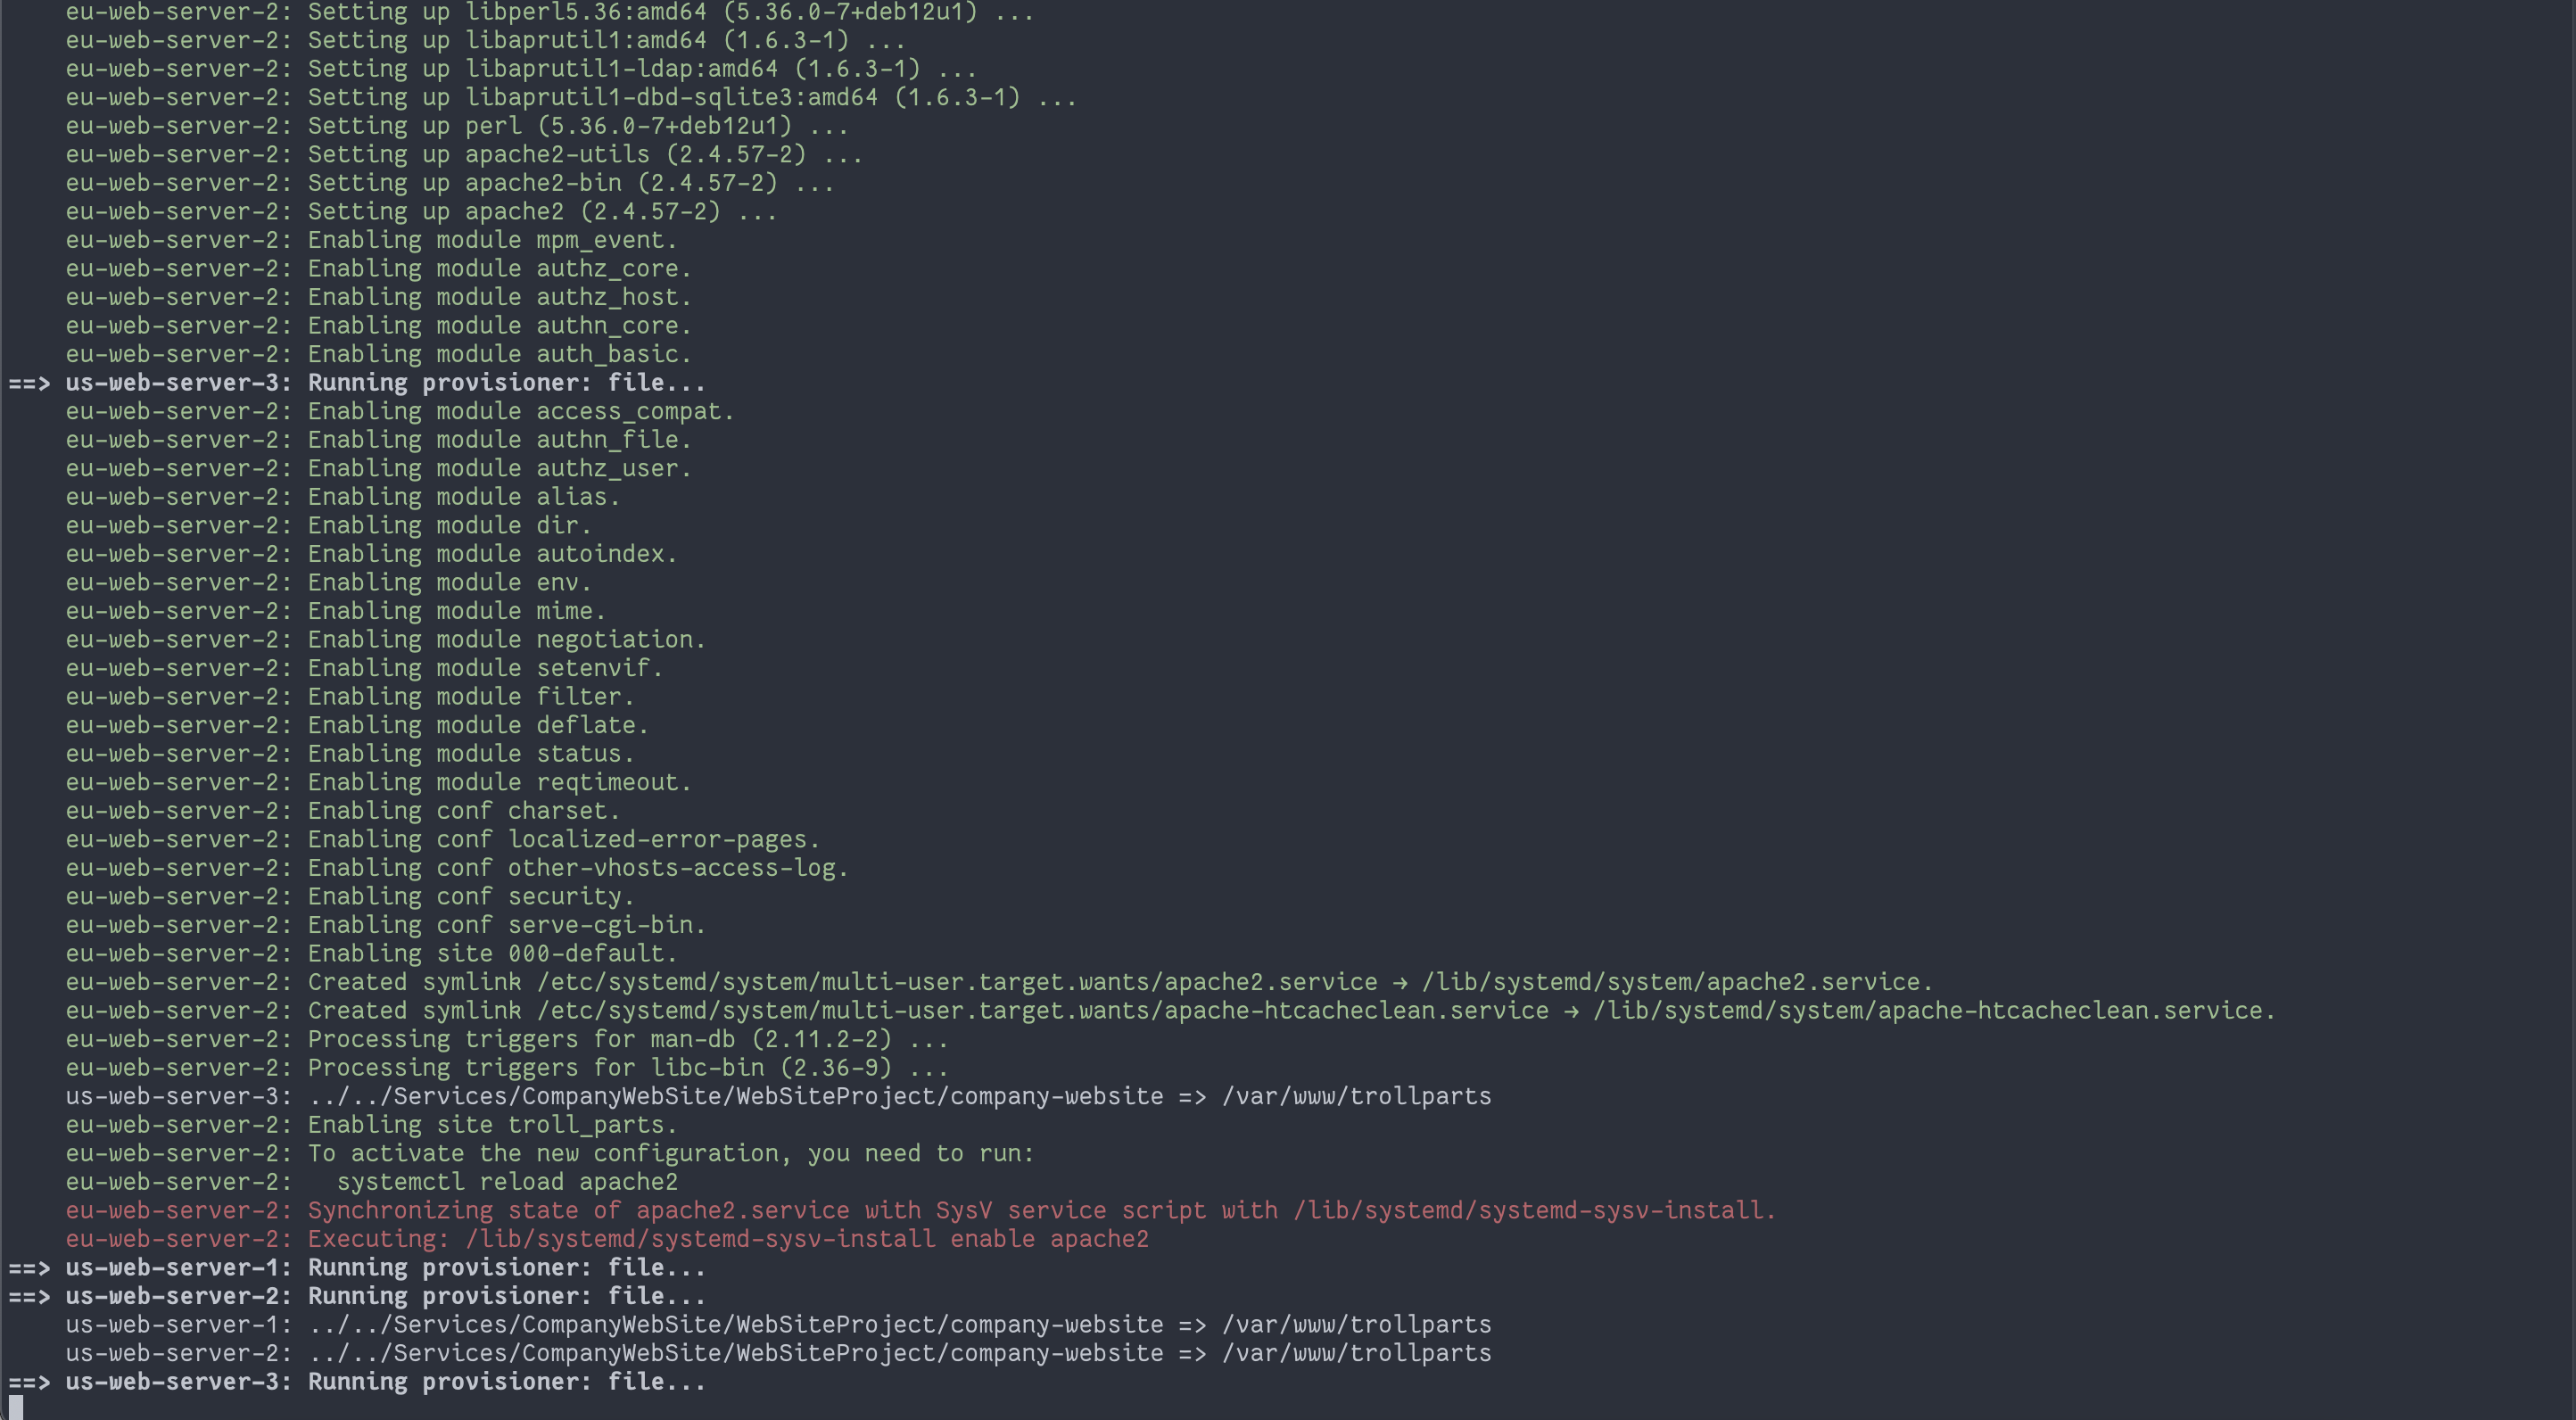 eu-web-server-2: Setting up libperl5.36:amd64 (5.36.0-7+deb12u1) ...
eu-web-server-2: Setting up libaprutil1:amd64 (1.6.3-1) ...
eu-web-server-2: Setting up libaprutil1-ldap:amd64 (1.6.3-1) ...
eu-web-server-2: Setting up libaprutil1-dbd-sqlite3:amd64 (1.6.3-1) ...
eu-web-server-2: Setting up perl (5.36.0-7+deb12u1) ...
eu-web-server-2: Setting up apache2-utils (2.4.57-2) ...
eu-web-server-2: Setting up apache2-bin (2.4.57-2) ...
eu-web-server-2: Setting up apache2 (2.4.57-2) ...
eu-web-server-2: Enabling module mpm_event.
eu-web-server-2: Enabling module authz_core.
eu-web-server-2: Enabling module authz_host.
eu-web-server-2: Enabling module authn_core.
eu-web-server-2: Enabling module auth_basic.
==> us-web-server-3: Running provisioner: file...
eu-web-server-2: Enabling module access_compat.
eu-web-server-2: Enabling module authn_file.
eu-web-server-2: Enabling module authz_user.
eu-web-server-2: Enabling module alias.
eu-web-server-2: Enabling module dir.
eu-web-server-2: Enabling module autoindex.
eu-web-server-2: Enabling module env.
eu-web-server-2: Enabling module mime.
eu-web-server-2: Enabling module negotiation.
eu-web-server-2: Enabling module setenvif.
eu-web-server-2: Enabling module filter.
eu-web-server-2: Enabling module deflate.
eu-web-server-2: Enabling module status.
eu-web-server-2: Enabling module reqtimeout.
eu-web-server-2: Enabling conf charset.
eu-web-server-2: Enabling conf localized-error-pages.
eu-web-server-2: Enabling conf other-vhosts-access-log.
eu-web-server-2: Enabling conf security.
eu-web-server-2: Enabling conf serve-cgi-bin.
eu-web-server-2: Enabling site 000-default.
eu-web-server-2: Created symlink /etc/systemd/system/multi-user.target.wants/apache2.service → /lib/systemd/system/apache2.service.
eu-web-server-2: Created symlink /etc/systemd/system/multi-user.target.wants/apache-htcacheclean.service → /lib/systemd/system/apache-htcacheclean.service.
eu-web-server-2: Processing triggers for man-db (2.11.2-2) ...
eu-web-server-2: Processing triggers for libc-bin (2.36-9) ...
us-web-server-3: ../../Services/CompanyWebSite/WebSiteProject/company-website => /var/www/trollparts
eu-web-server-2: Enabling site troll_parts.
eu-web-server-2: To activate the new configuration, you need to run:
eu-web-server-2:   systemctl reload apache2
eu-web-server-2: Synchronizing state of apache2.service with SysV service script with /lib/systemd/systemd-sysv-install.
eu-web-server-2: Executing: /lib/systemd/systemd-sysv-install enable apache2
==> us-web-server-1: Running provisioner: file...
==> us-web-server-2: Running provisioner: file...
us-web-server-1: ../../Services/CompanyWebSite/WebSiteProject/company-website => /var/www/trollparts
us-web-server-2: ../../Services/CompanyWebSite/WebSiteProject/company-website => /var/www/trollparts
==> us-web-server-3: Running provisioner: file...